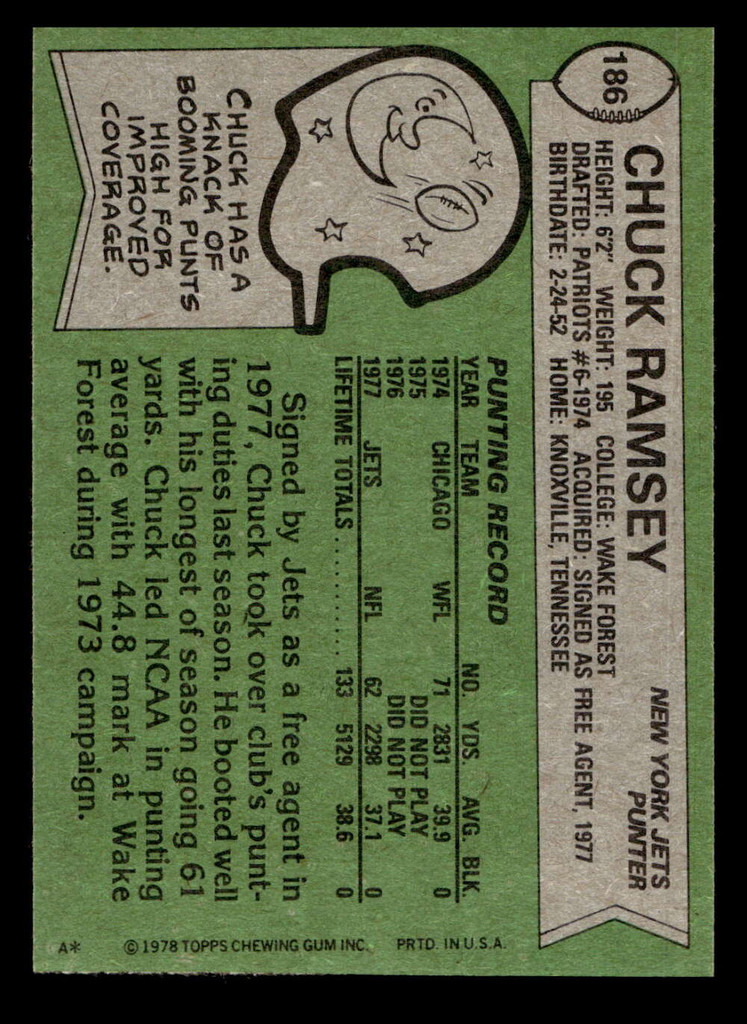 186
CHUCK RAMSEY
NEW YORK JETS
PUNTER
HEIGHT: 6'2" WEIGHT: 195 COLLEGE: WAKE FOREST
DRAFTED: PATRIOTS #6-1974 ACQUIRED: SIGNED AS FREE AGENT, 1977
BIRTHDATE: 2-24-52 HOME: KNOXVILLE, TENNESSEE
CHUCK HAS A
KNACK OF
BOOMING PUNTS
HIGH FOR
IMPROVED
COVERAGE.
PUNTING RECORD
YEAR TEAM NO. YDS. AVG. BLK.
1974 CHICAGO WFL 71 2831 39.9 0
1975 DID NOT PLAY
1976 DID NOT PLAY
1977 JETS NFL 62 2298 37.1 0
LIFETIME TOTALS........... 133 5129 38.6 0
Signed by Jets as a free agent in
1977, Chuck took over club's punt-
ing duties last season. He booted well
with his longest of season going 61
yards. Chuck led NCAA in punting
average with 44.8 mark at Wake
Forest during 1973 campaign.
A* ©1978 TOPPS CHEWING GUM INC. PRTD. IN U.S.A.